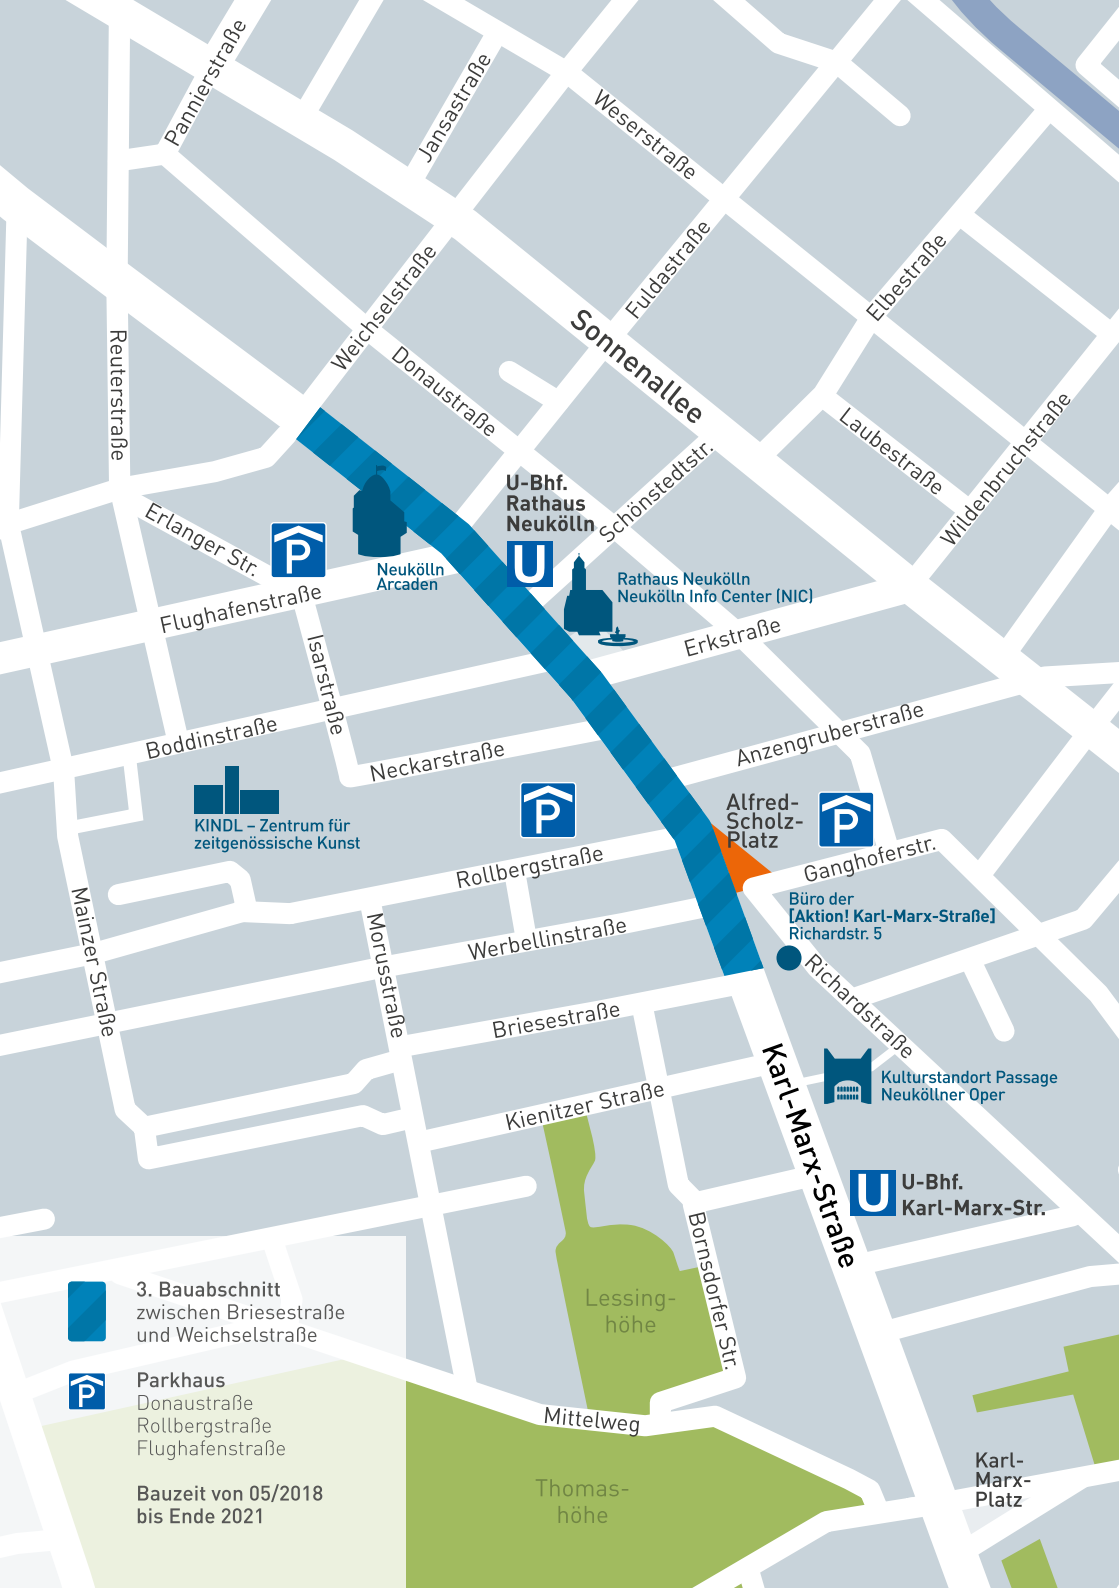 Pannierstraße
Jansastraße
Weserstraße
Weichselstraße
Fuldastraße
Elbestraße
Sonnenallee
Reuterstraße
Donaustraße
Laubestraße
Wildenbruchstraße
Schönstedtstr.
U-Bhf.
Rathaus
Neukölln
U
Erlanger Str.
P
Neukölln
Arcaden
Rathaus Neukölln
Neukölln Info Center (NIC)
Flughafenstraße
Isarstraße
Erkstraße
Boddinstraße
Neckarstraße
Anzengruberstraße
KINDL – Zentrum für
zeitgenössische Kunst
P
Alfred-
Scholz-
Platz
P
Rollbergstraße
Ganghoferstr.
Büro der
[Aktion! Karl-Marx-Straße]
Richardstr. 5
Mainzer Straße
Morusstraße
Werbellinstraße
Richardstraße
Briesestraße
Kulturstandort Passage
Neuköllner Oper
Kienitzer Straße
Karl-Marx-Straße
U
U-Bhf.
Karl-Marx-Str.
Bornsdorfer Str.
Lessing-
höhe
Mittelweg
Thomas-
höhe
Karl-
Marx-
Platz
3. Bauabschnitt
zwischen Briesestraße
und Weichselstraße
P
Parkhaus
Donaustraße
Rollbergstraße
Flughafenstraße
Bauzeit von 05/2018
bis Ende 2021